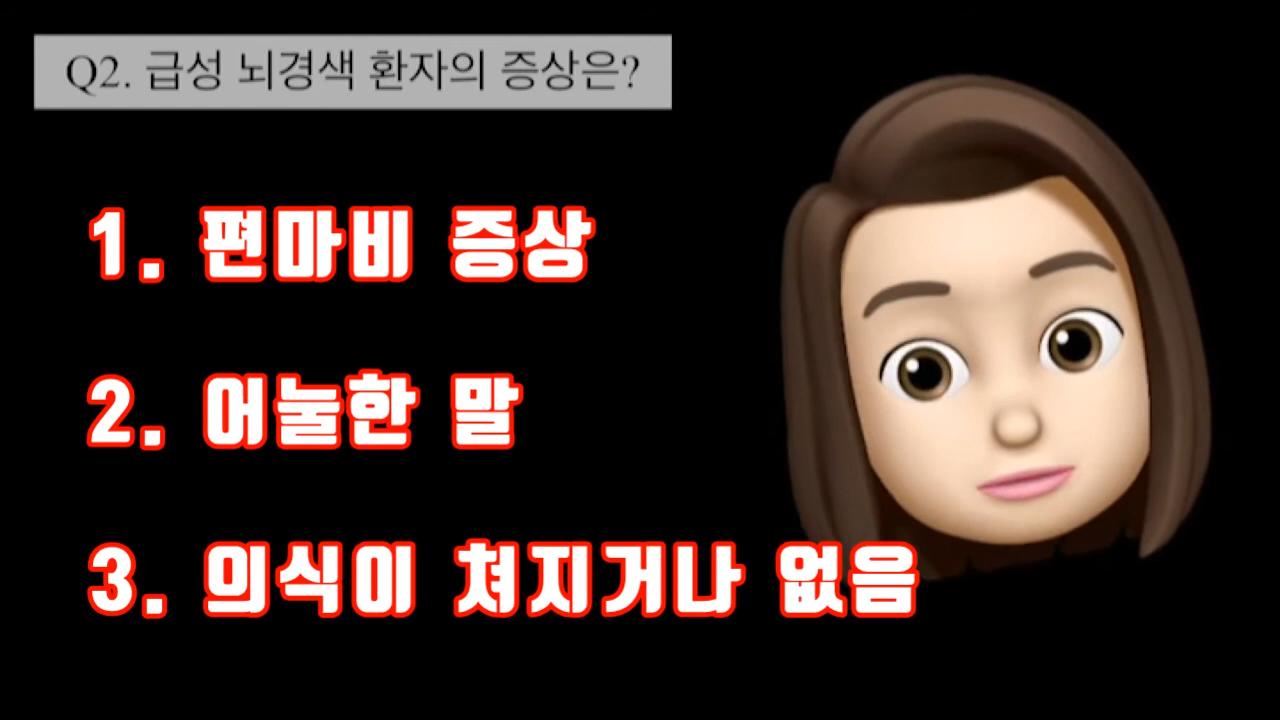 Q2. 급성 뇌경색 환자의 증상은?
1. 편마비 증상
2. 어눌한 말
3. 의식이 쳐지거나 없음